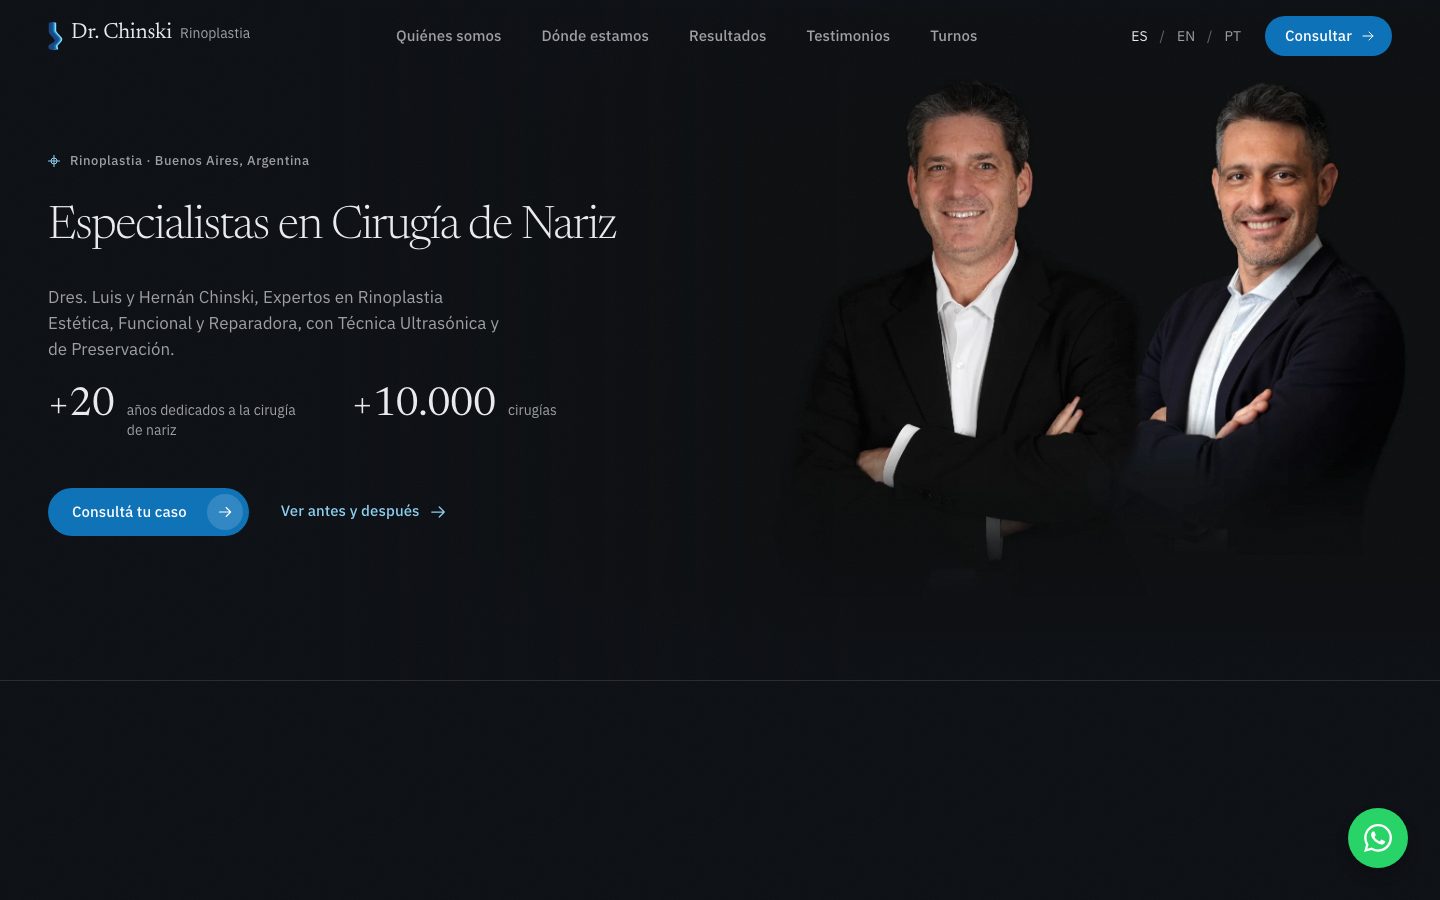 Dr. Chinski Rinoplastia
Quiénes somos
Dónde estamos
Resultados
Testimonios
Turnos
ES / EN / PT
Consultar
Rinoplastia · Buenos Aires, Argentina
Especialistas en Cirugía de Nariz
Dres. Luis y Hernán Chinski, Expertos en Rinoplastia
Estética, Funcional y Reparadora, con Técnica Ultrasónica y
de Preservación.
+20 años dedicados a la cirugía
de nariz
+10.000 cirugías
Consultá tu caso
Ver antes y después